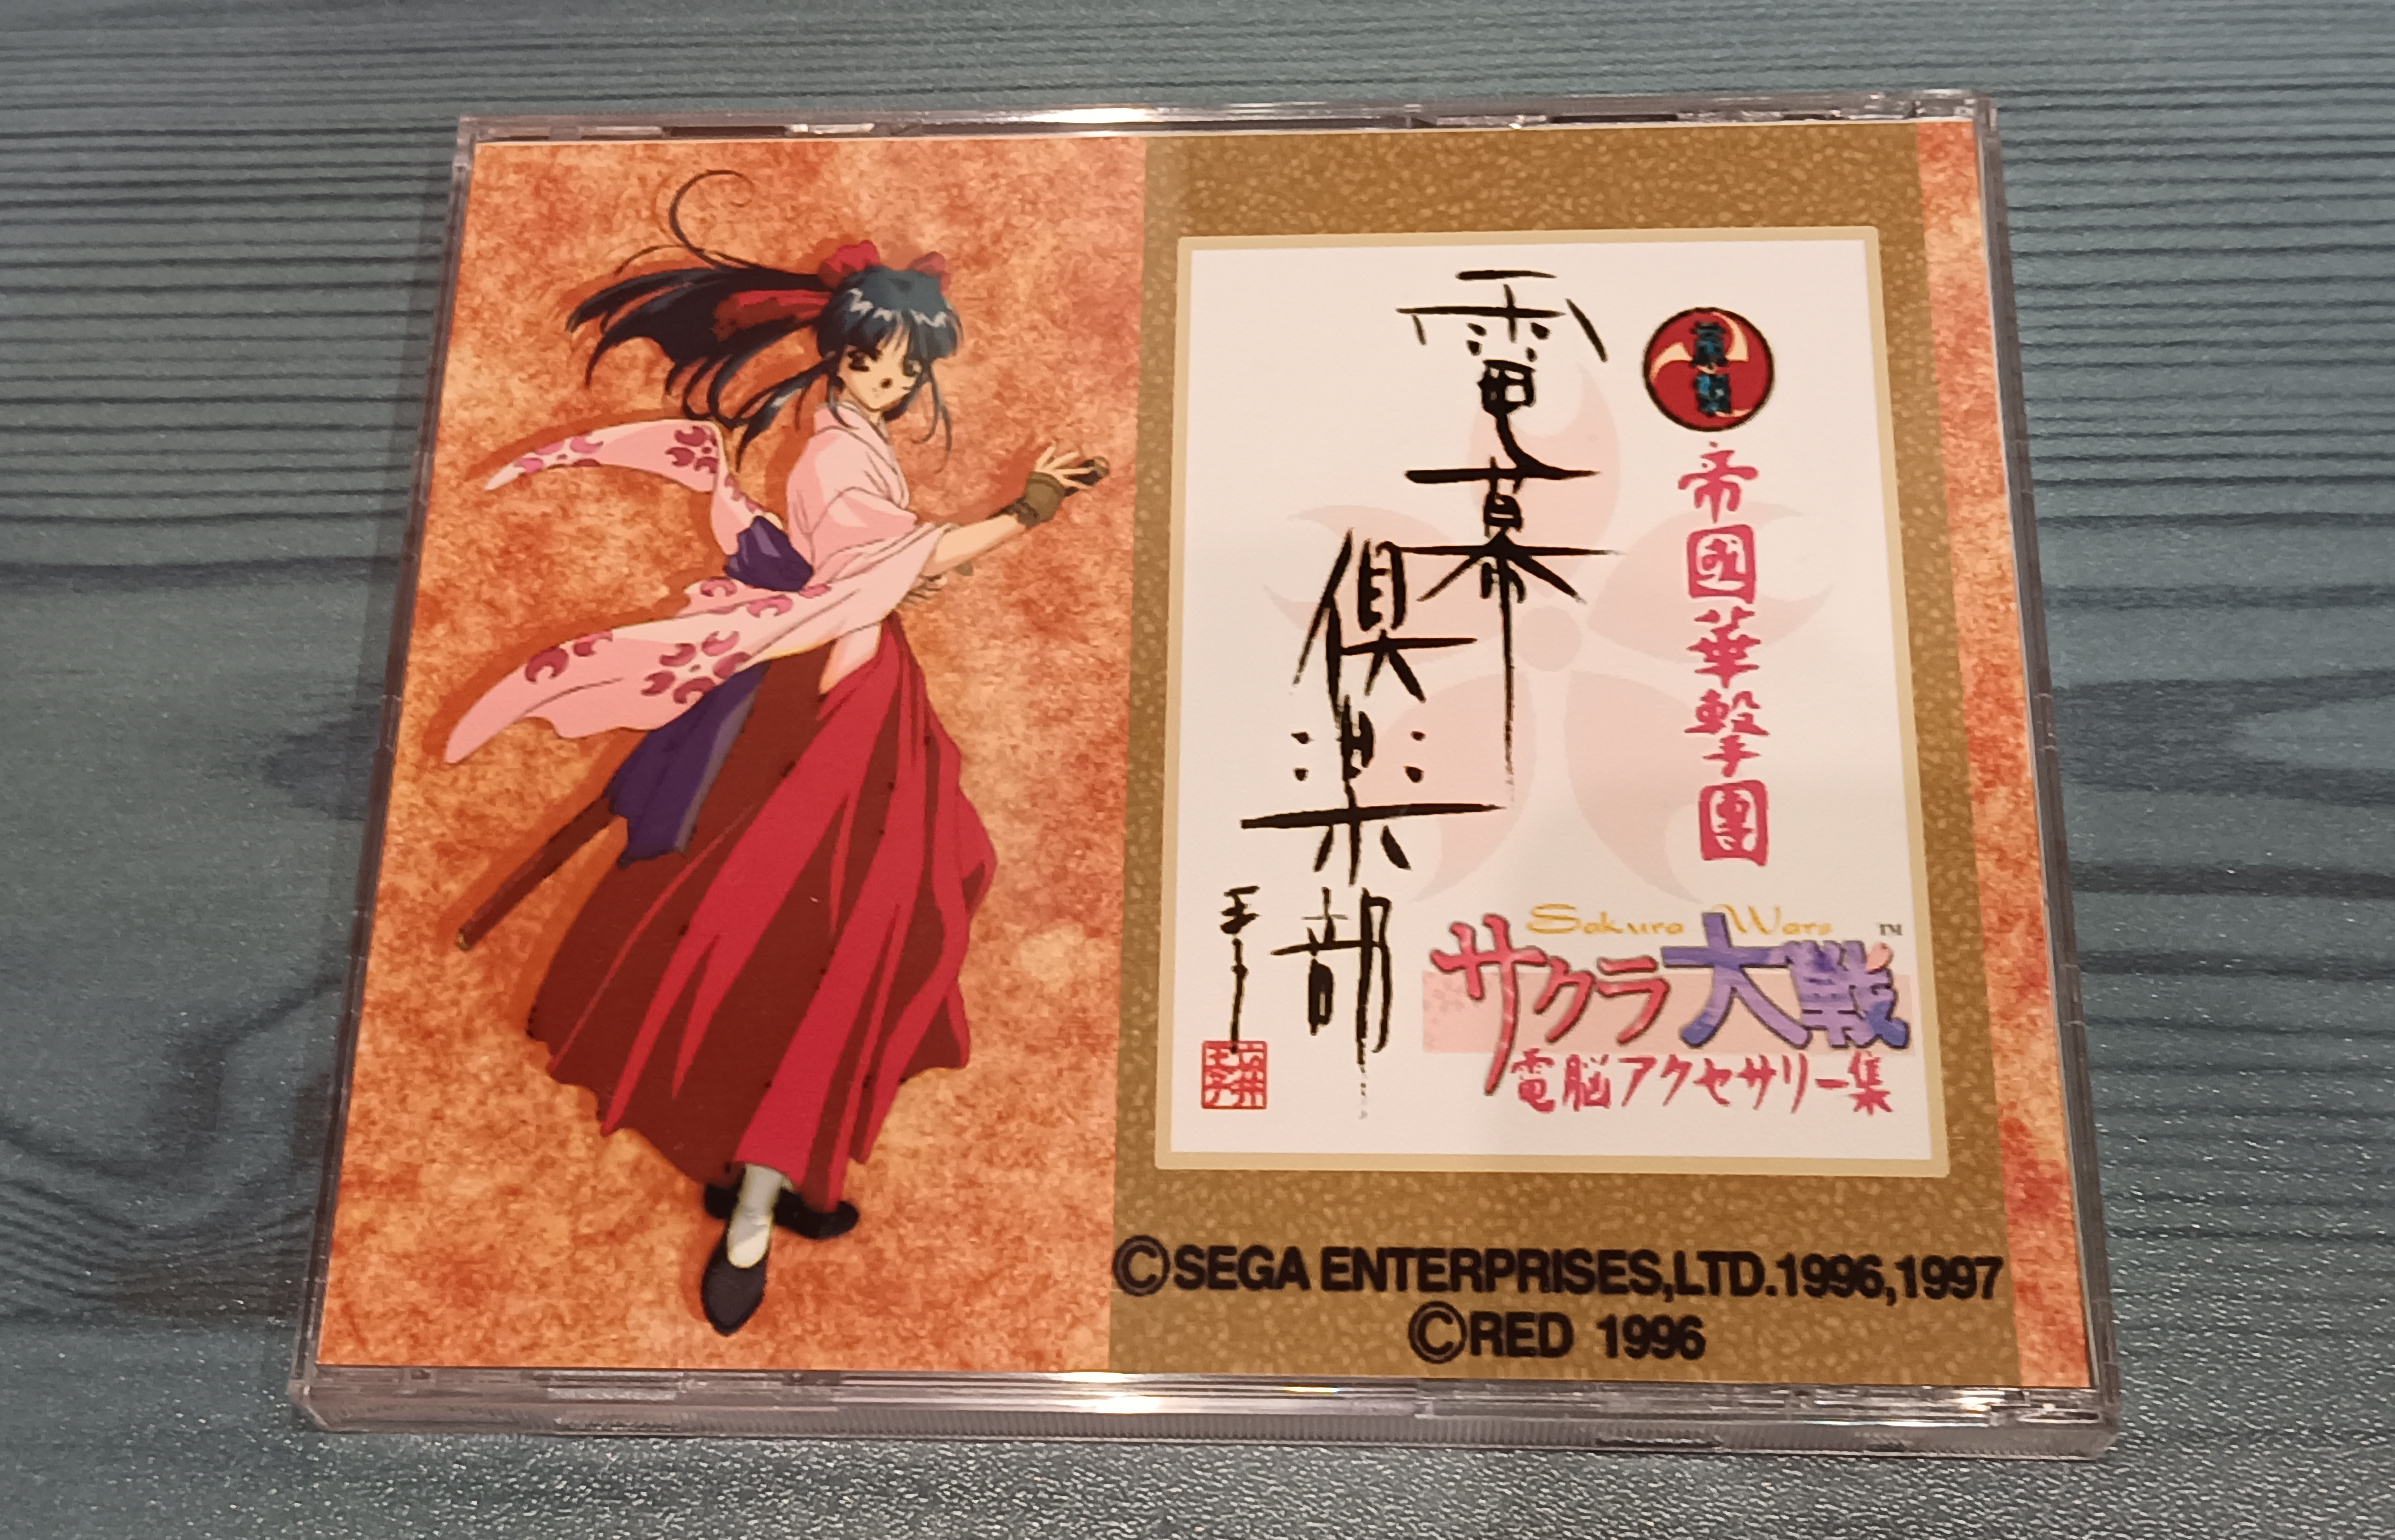 帝國華撃團
電幕倶楽部
Sakura Wars TM
サクラ大戦
電脳アクセサリー集
©SEGA ENTERPRISES,LTD.1996,1997
©RED 1996